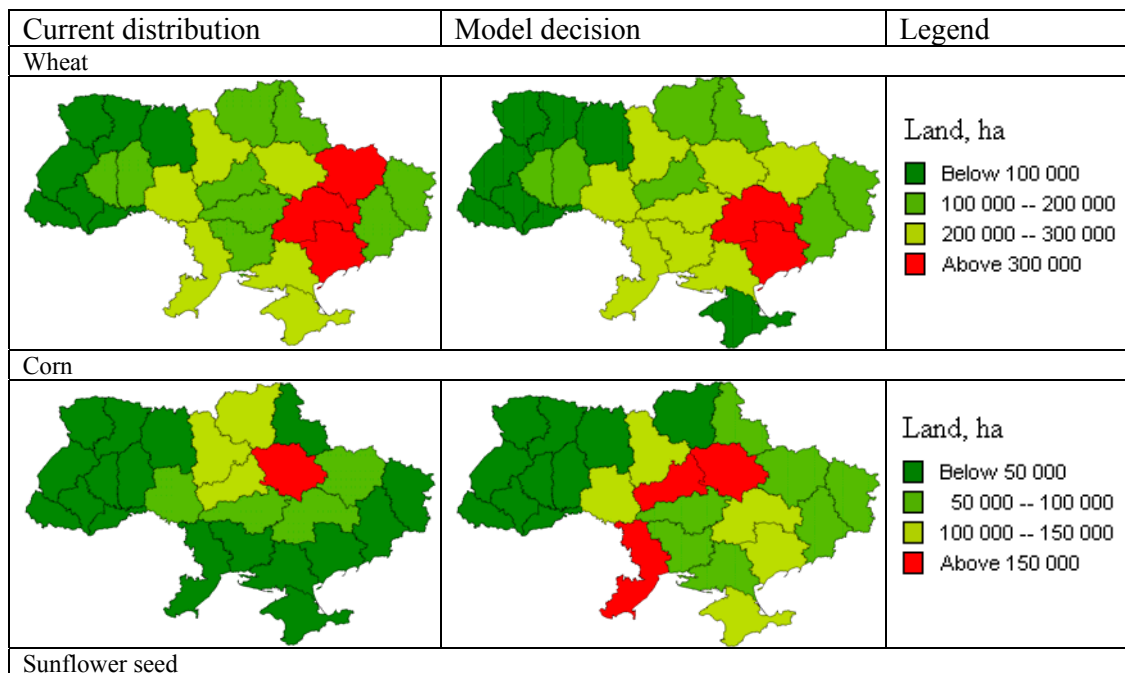 Current distribution
Model decision
Legend
Wheat
Land, ha
Below 100 000
100 000 -- 200 000
200 000 -- 300 000
Above 300 000
Corn
Land, ha
Below 50 000
50 000 -- 100 000
100 000 -- 150 000
Above 150 000
Sunflower seed